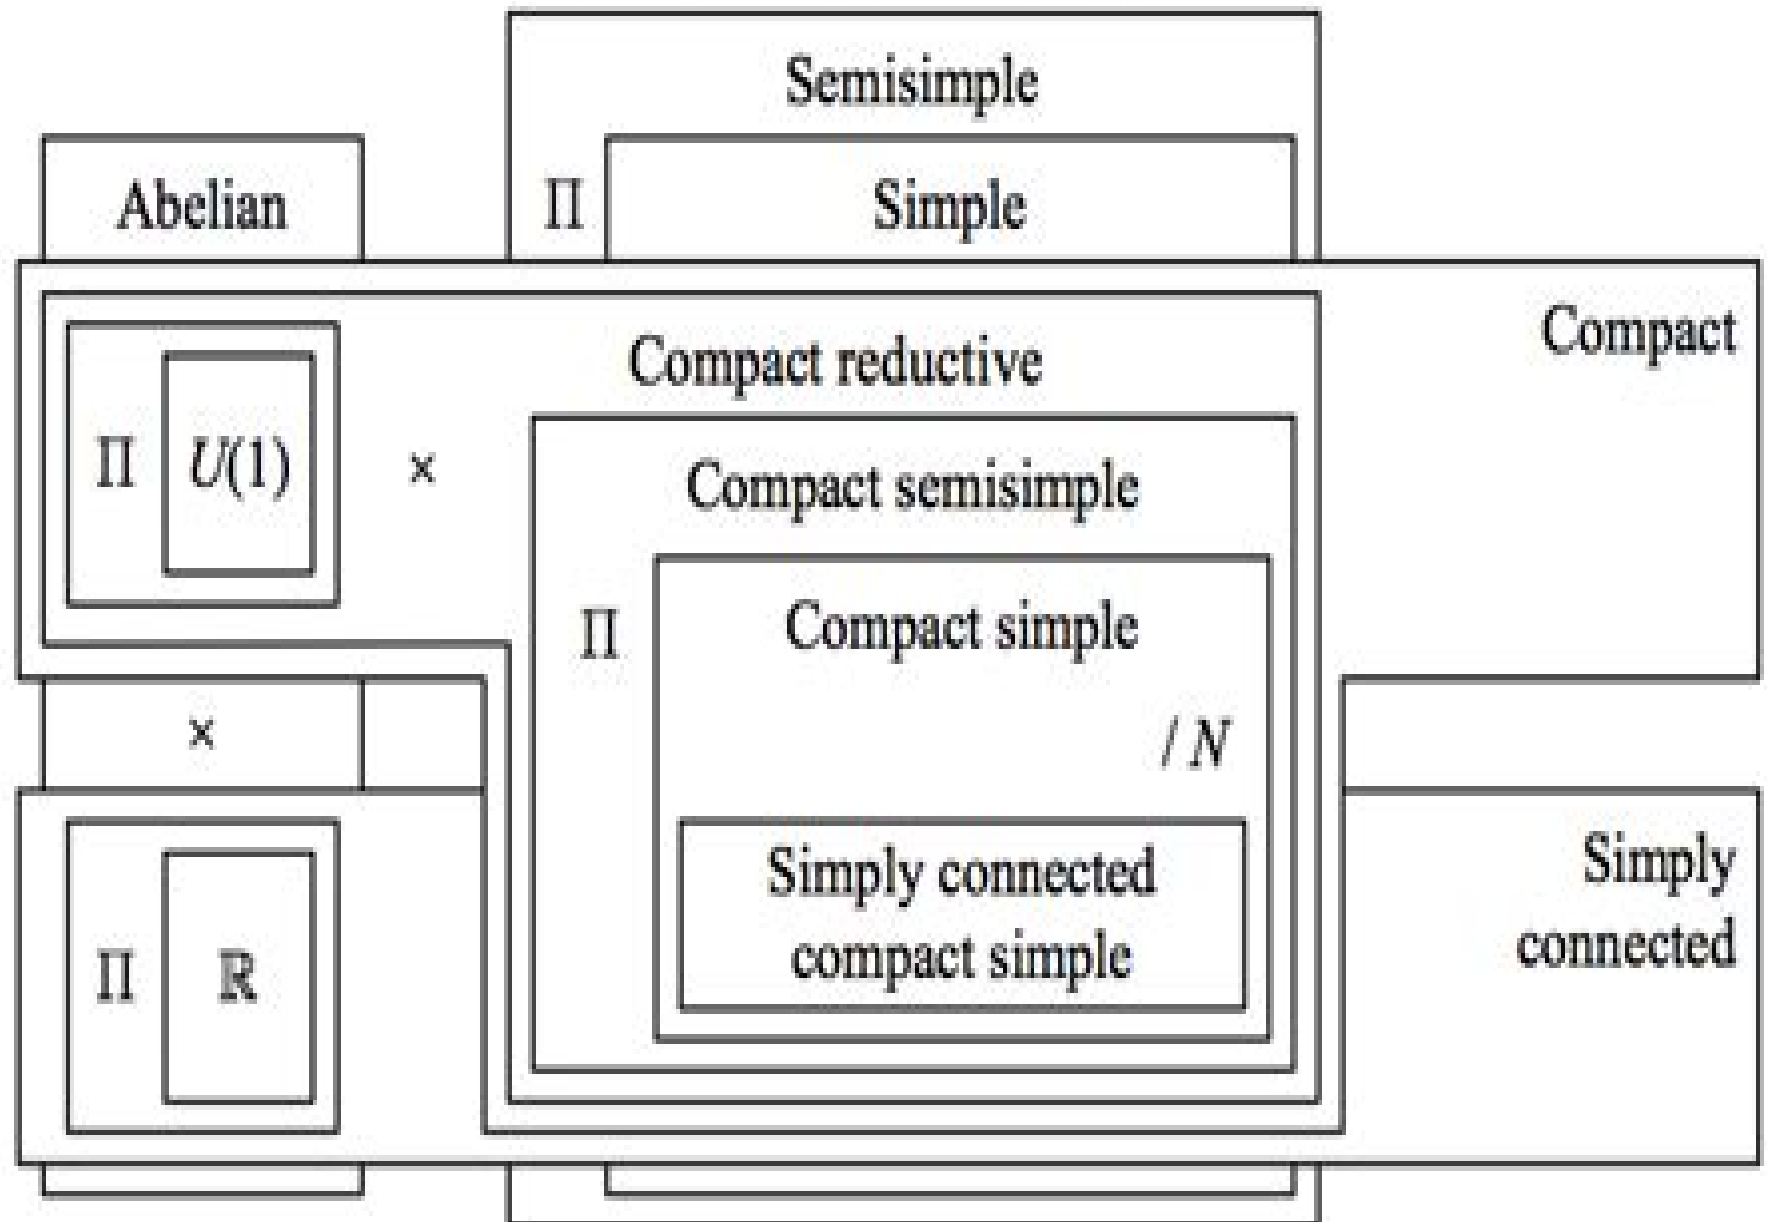 Semisimple
Abelian
Π
Simple
Compact
Compact reductive
Π
U(1)
×
Compact semisimple
Π
Compact simple
×
/ N
Simply connected
compact simple
Simply
connected
Π
ℝ